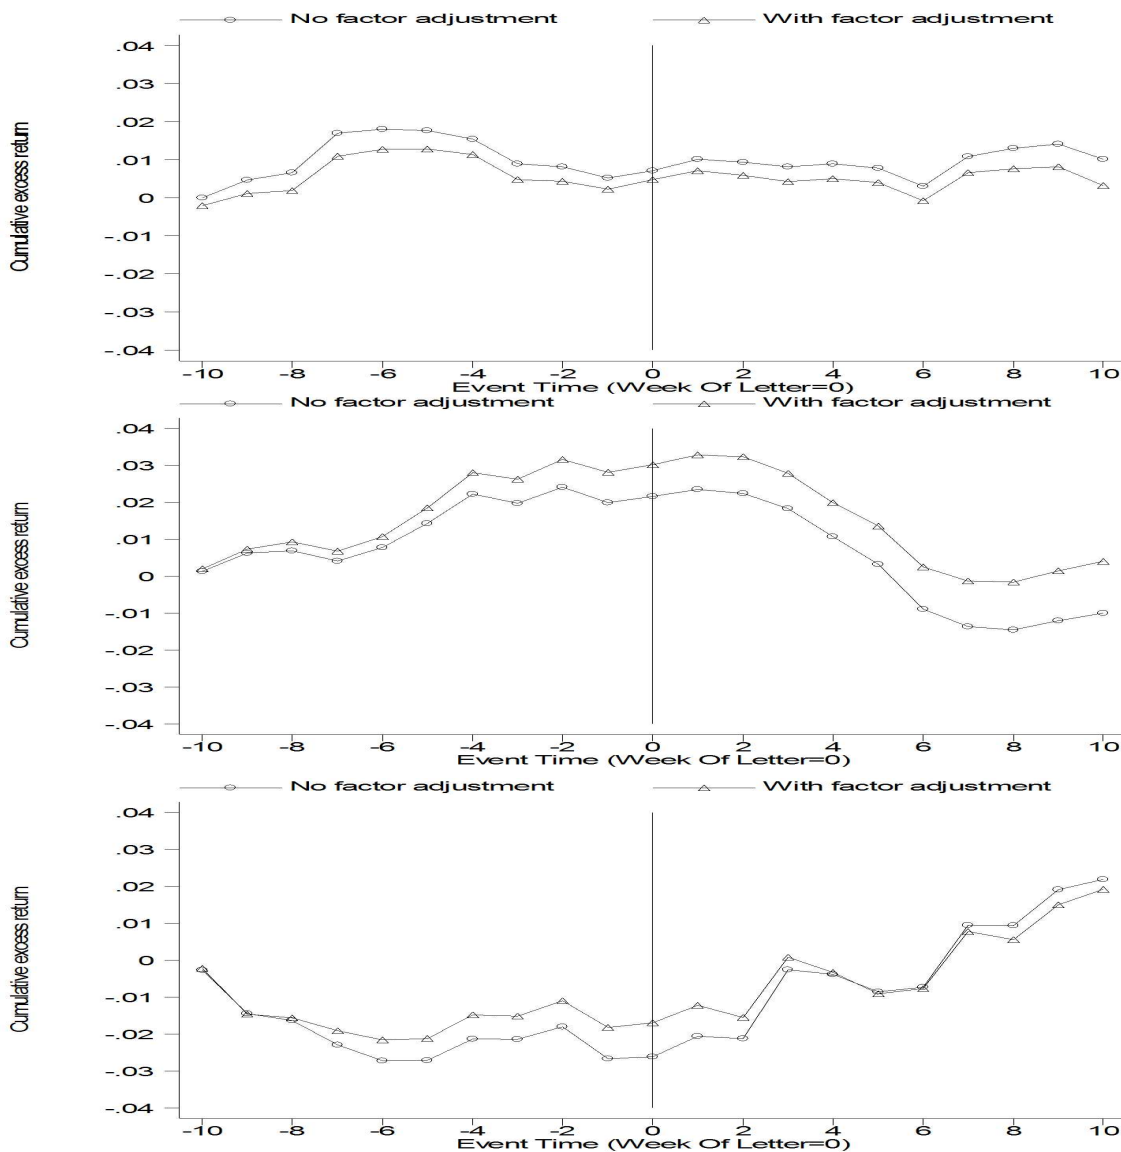 No factor adjustment With factor adjustment
.04
.03
.02
.01
0
-.01
-.02
-.03
-.04
Cumulative excess return
-10 -8 -6 -4 -2 0 2 4 6 8 10
Event Time (Week Of Letter=0)
No factor adjustment With factor adjustment
.04
.03
.02
.01
0
-.01
-.02
-.03
-.04
Cumulative excess return
-10 -8 -6 -4 -2 0 2 4 6 8 10
Event Time (Week Of Letter=0)
No factor adjustment With factor adjustment
.04
.03
.02
.01
0
-.01
-.02
-.03
-.04
Cumulative excess return
-10 -8 -6 -4 -2 0 2 4 6 8 10
Event Time (Week Of Letter=0)